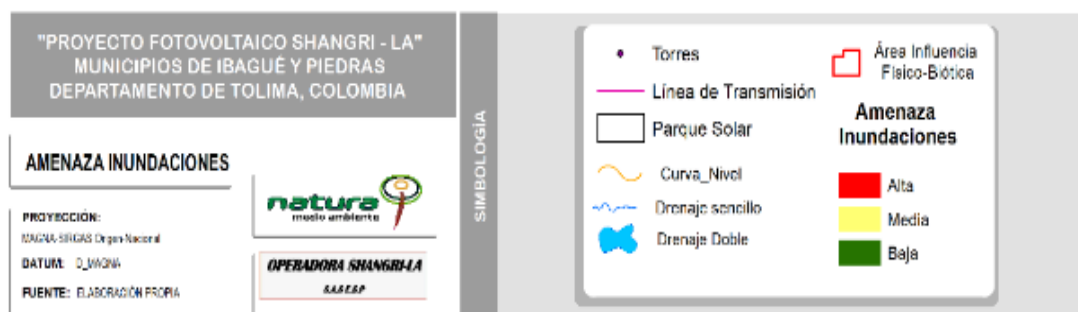 "PROYECTO FOTOVOLTAICO SHANGRI - LA"
MUNICIPIOS DE IBAGUÉ Y PIEDRAS
DEPARTAMENTO DE TOLIMA, COLOMBIA
AMENAZA INUNDACIONES
PROYECCIÓN:
MAGNA-SIRGAS Origen-Nacional
DATUM: D_MAGNA
FUENTE: ELABORACIÓN PROPIA
natura
medio ambiente
OPERADORA SHANGRI-LA
S.A.S E.S.P
SIMBOLOGÍA
Torres
Línea de Transmisión
Parque Solar
Curva_Nivel
Drenaje sencillo
Drenaje Doble
Área Influencia
Físico-Biótica
Amenaza
Inundaciones
Alta
Media
Baja